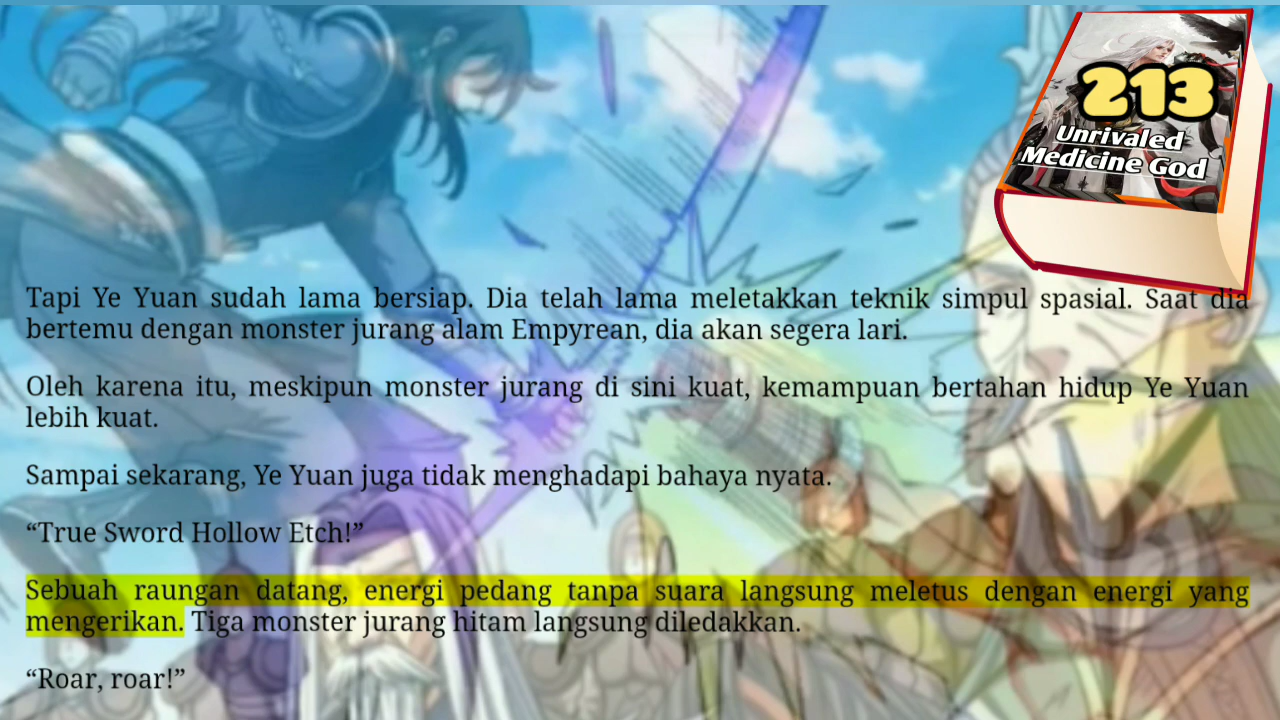 213
Unrivaled
Medicine God
Tapi Ye Yuan sudah lama bersiap. Dia telah lama meletakkan teknik simpul spasial. Saat dia
bertemu dengan monster jurang alam Empyrean, dia akan segera lari.
Oleh karena itu, meskipun monster jurang di sini kuat, kemampuan bertahan hidup Ye Yuan
lebih kuat.
Sampai sekarang, Ye Yuan juga tidak menghadapi bahaya nyata.
“True Sword Hollow Etch!”
Sebuah raungan datang, energi pedang tanpa suara langsung meletus dengan energi yang
mengerikan. Tiga monster jurang hitam langsung diledakkan.
“Roar, roar!”